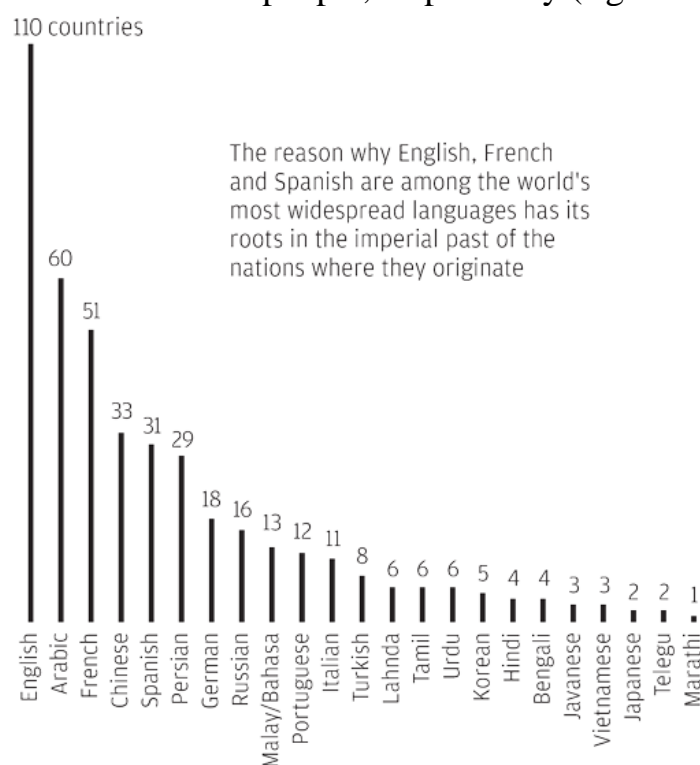 110 countries
The reason why English, French
and Spanish are among the world's
most widespread languages has its
roots in the imperial past of the
nations where they originate
60
51
33
31
29
18
16
13
12
11
8
6
6
6
5
4
4
3
3
2
2
1
English
Arabic
French
Chinese
Spanish
Persian
German
Russian
Malay/Bahasa
Portuguese
Italian
Turkish
Lahnda
Tamil
Urdu
Korean
Hindi
Bengali
Javanese
Vietnamese
Japanese
Telegu
Marathi